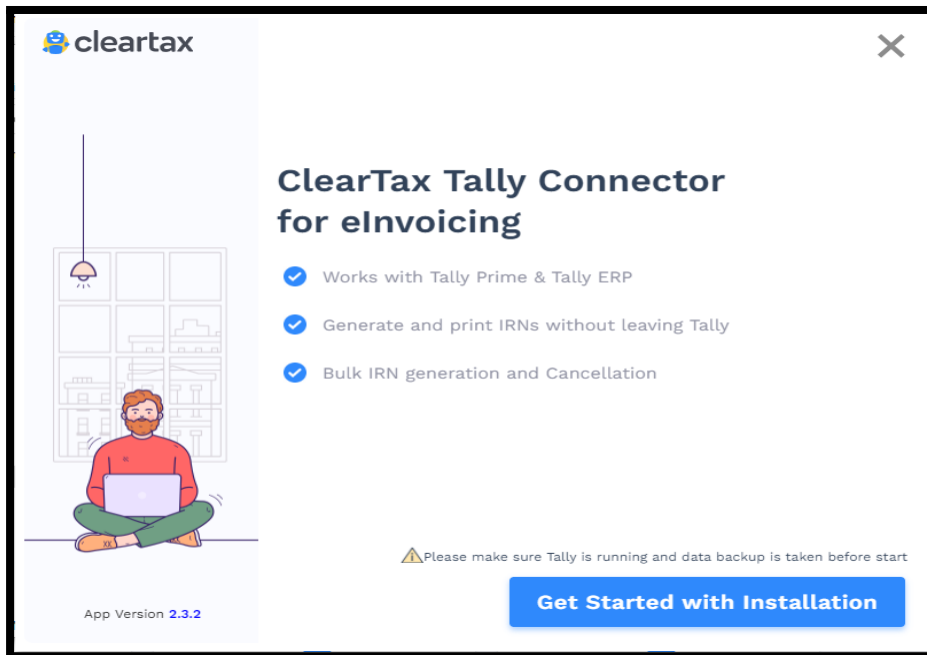 cleartax
ClearTax Tally Connector
for eInvoicing
Works with Tally Prime & Tally ERP
Generate and print IRNs without leaving Tally
Bulk IRN generation and Cancellation
Please make sure Tally is running and data backup is taken before start
Get Started with Installation
App Version 2.3.2